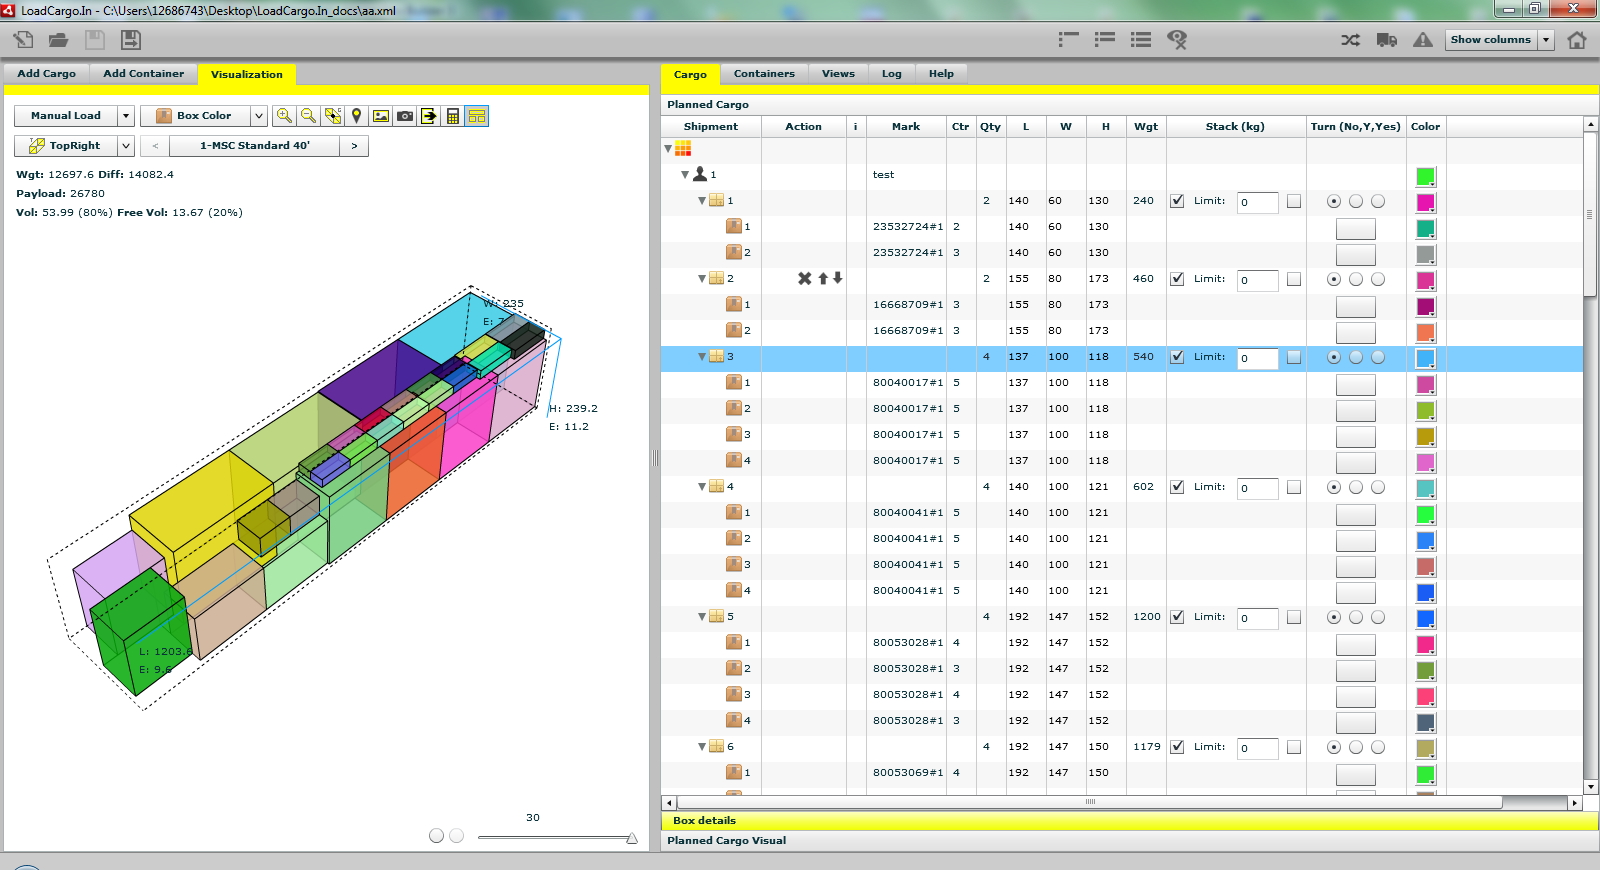 LoadCargo.In - C:\Users\12686743\Desktop\LoadCargo.In_docs\aa.xml
Show columns
Add Cargo Add Container Visualization
Cargo Containers Views Log Help
Manual Load Box Color
TopRight < 1-MSC Standard 40' >
Wgt: 12697.6 Diff: 14082.4
Payload: 26780
Vol: 53.99 (80%) Free Vol: 13.67 (20%)
W: 235
E: 7
H: 239.2
E: 11.2
L: 1203.6
E: 9.6
30
Planned Cargo
Shipment Action i Mark Ctr Qty L W H Wgt Stack (kg) Turn (No,Y,Yes) Color
1 test
1 2 140 60 130 240 Limit: 0
1 23532724#1 2 140 60 130
2 23532724#1 3 140 60 130
2 2 155 80 173 460 Limit: 0
1 16668709#1 3 155 80 173
2 16668709#1 3 155 80 173
3 4 137 100 118 540 Limit: 0
1 80040017#1 5 137 100 118
2 80040017#1 5 137 100 118
3 80040017#1 5 137 100 118
4 80040017#1 5 137 100 118
4 4 140 100 121 602 Limit: 0
1 80040041#1 5 140 100 121
2 80040041#1 5 140 100 121
3 80040041#1 5 140 100 121
4 80040041#1 5 140 100 121
5 4 192 147 152 1200 Limit: 0
1 80053028#1 4 192 147 152
2 80053028#1 3 192 147 152
3 80053028#1 4 192 147 152
4 80053028#1 3 192 147 152
6 4 192 147 150 1179 Limit: 0
1 80053069#1 4 192 147 150
Box details
Planned Cargo Visual